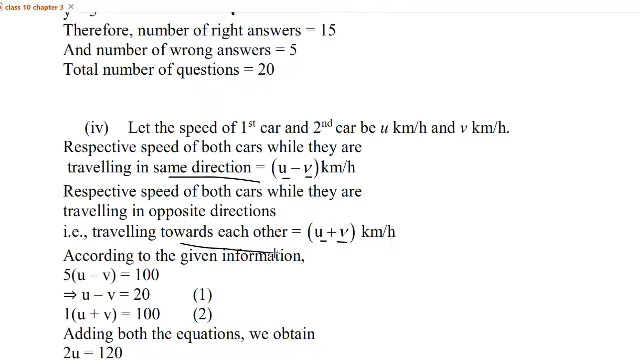 class 10 chapter 3
Therefore, number of right answers = 15
And number of wrong answers = 5
Total number of questions = 20
(iv) Let the speed of 1st car and 2nd car be u km/h and v km/h.
Respective speed of both cars while they are
travelling in same direction = (u − v) km/h
Respective speed of both cars while they are
travelling in opposite directions
i.e., travelling towards each other = (u + v) km/h
According to the given information,
5(u − v) = 100
⇒ u − v = 20 (1)
1(u + v) = 100 (2)
Adding both the equations, we obtain
2u = 120